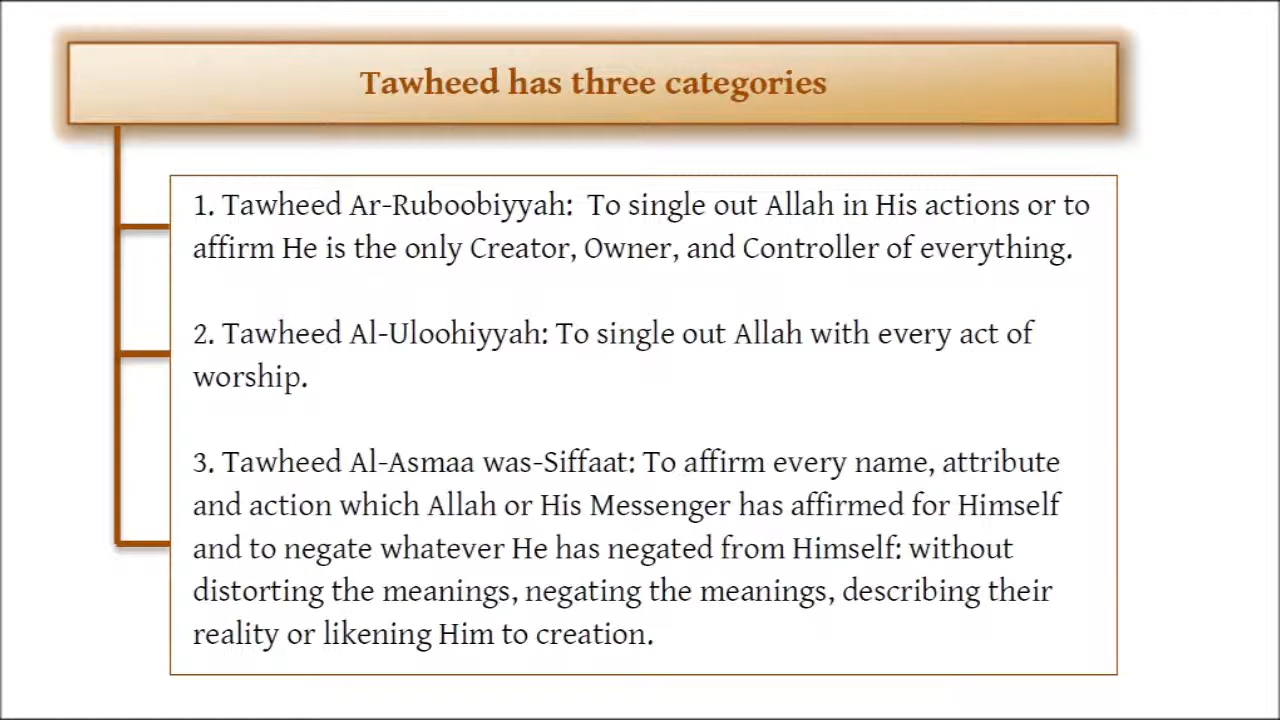 Tawheed has three categories
1. Tawheed Ar-Ruboobiyyah:  To single out Allah in His actions or to
affirm He is the only Creator, Owner, and Controller of everything.
2. Tawheed Al-Uloohiyyah: To single out Allah with every act of
worship.
3. Tawheed Al-Asmaa was-Siffaat: To affirm every name, attribute
and action which Allah or His Messenger has affirmed for Himself
and to negate whatever He has negated from Himself: without
distorting the meanings, negating the meanings, describing their
reality or likening Him to creation.